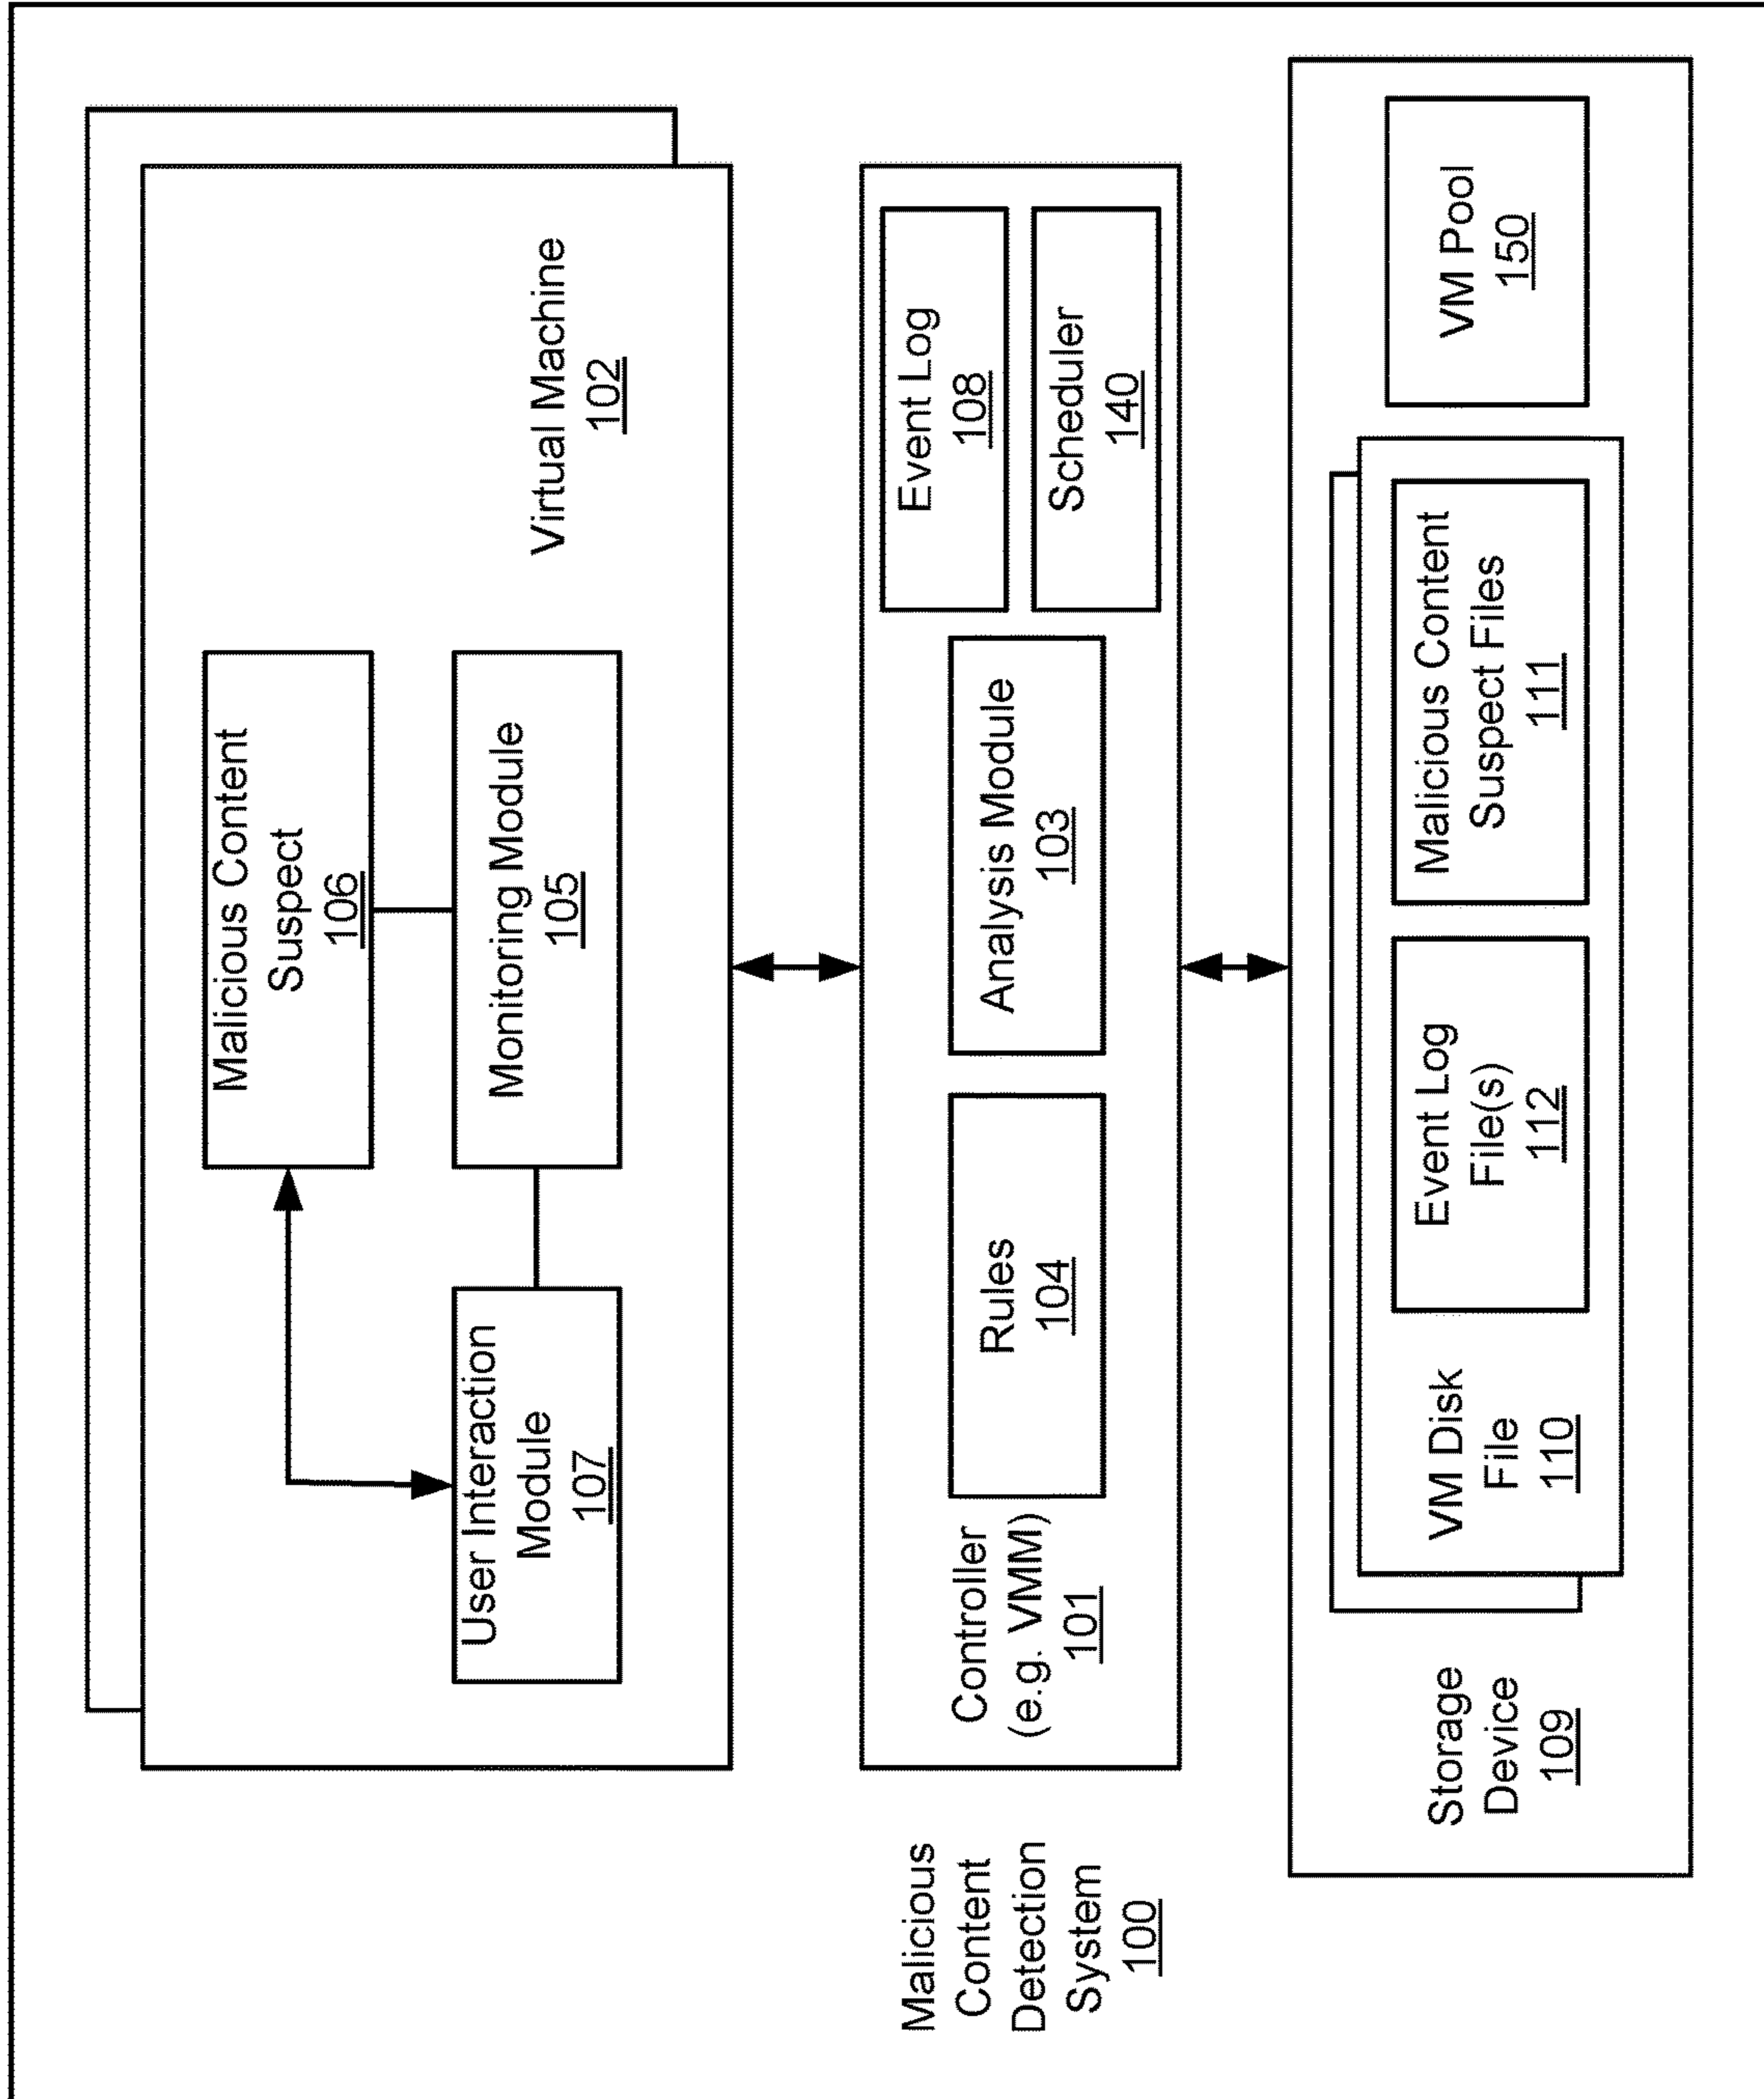 Malicious Content
Suspect
106
Monitoring Module
105
User Interaction
Module
107
Virtual Machine
102
Malicious
Content
Detection
System
100
Controller
(e.g. VMM)
101
Rules
104
Analysis Module
103
Event Log
108
Scheduler
140
Storage
Device
109
VM Disk
File
110
Event Log
File(s)
112
Malicious Content
Suspect Files
111
VM Pool
150